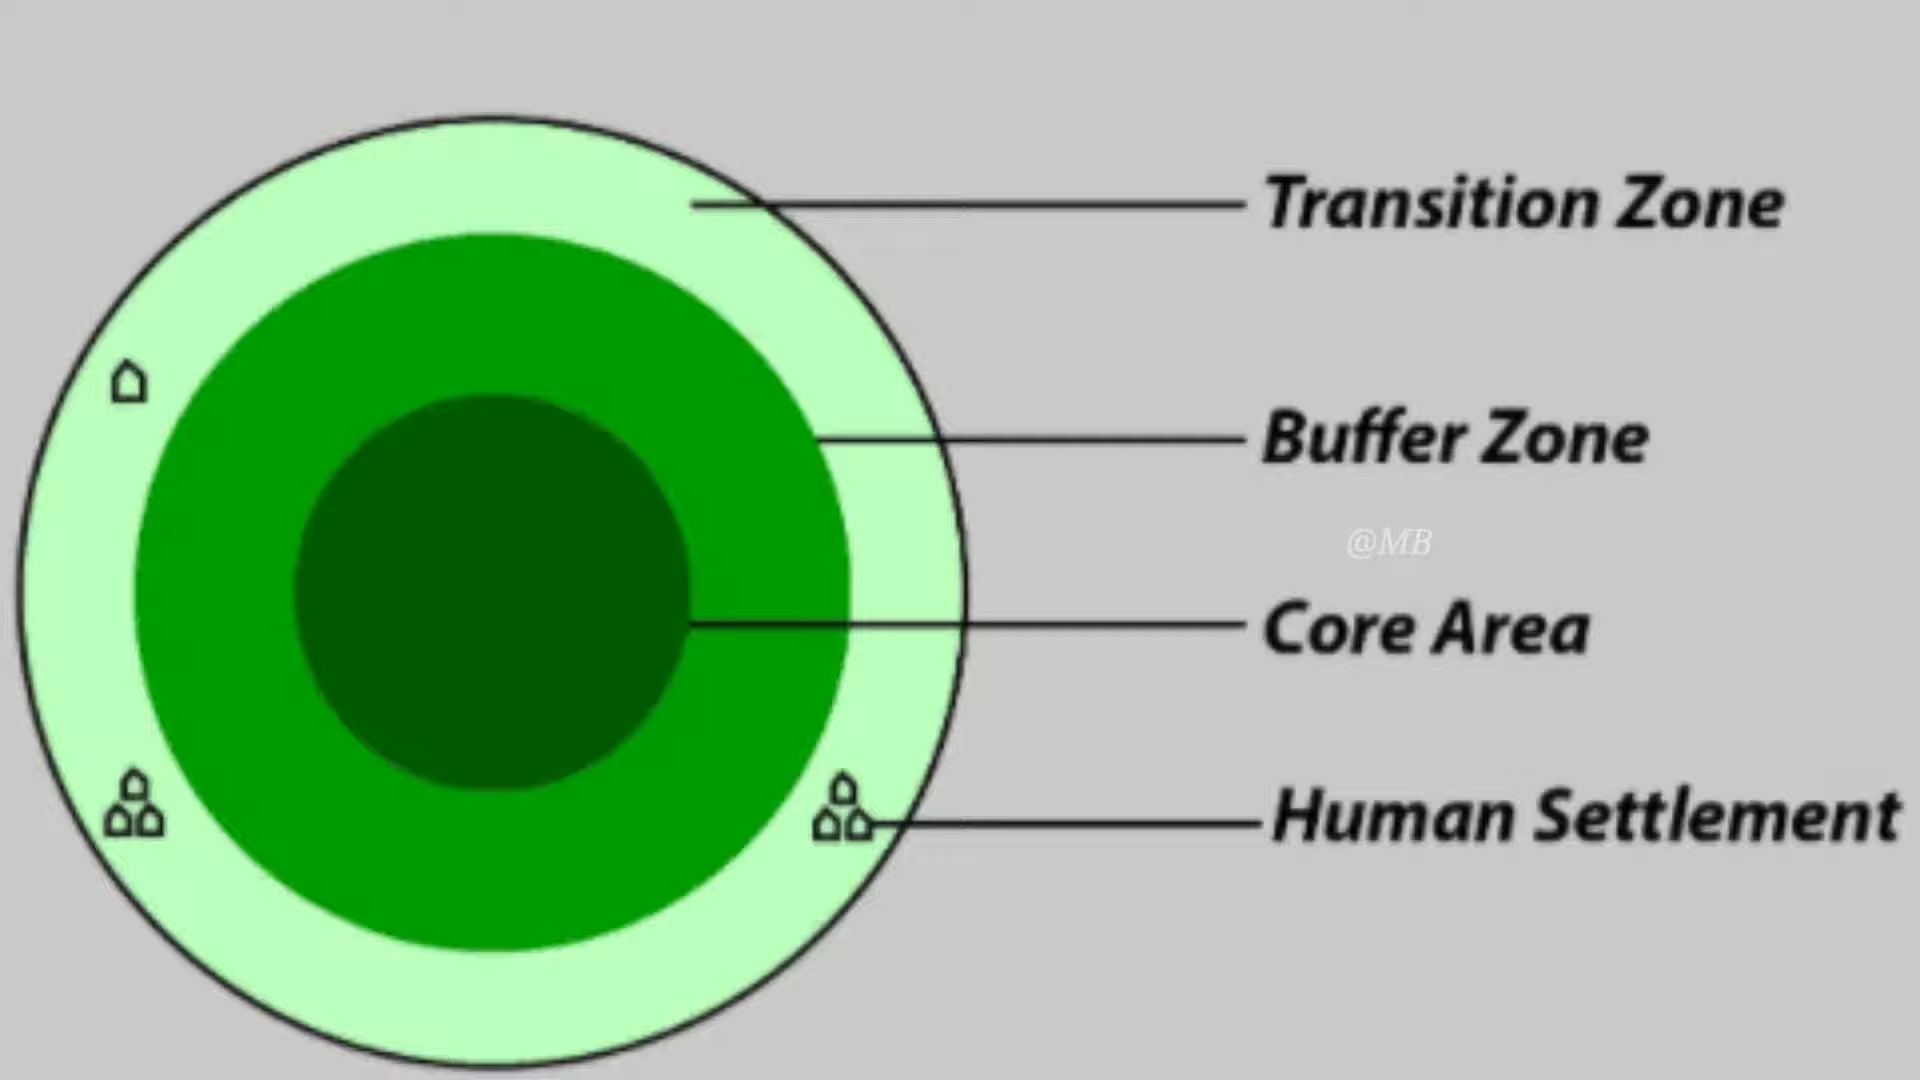 Transition Zone
Buffer Zone
@MB
Core Area
Human Settlement